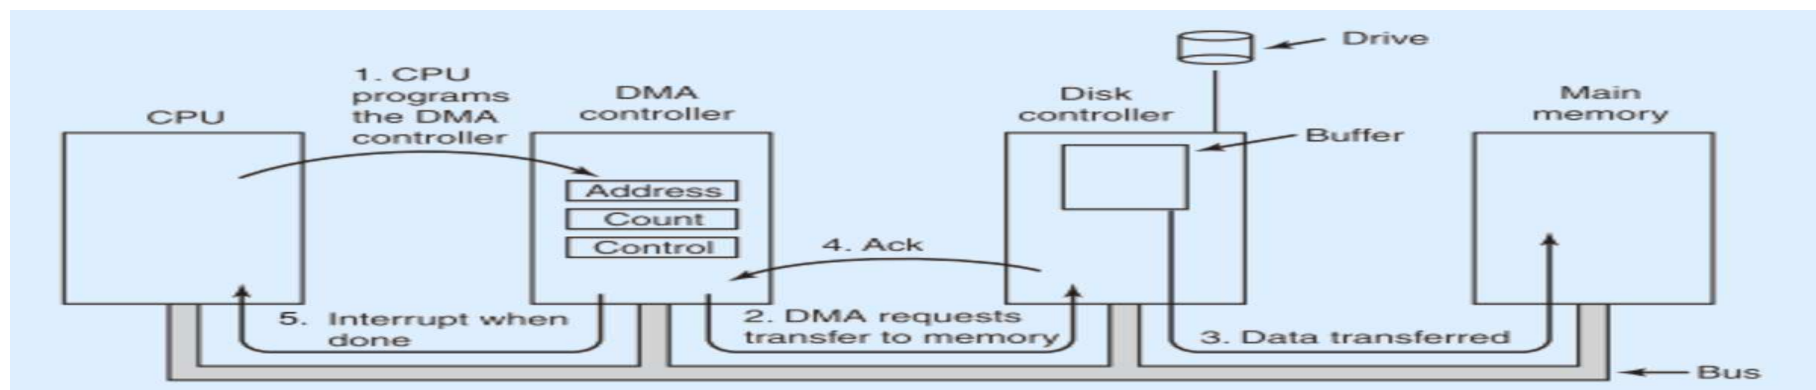 Drive
1. CPU
programs
the DMA
controller
CPU
DMA
controller
Disk
controller
Main
memory
Buffer
Address
Count
Control
4. Ack
5. Interrupt when
done
2. DMA requests
transfer to memory
3. Data transferred
Bus